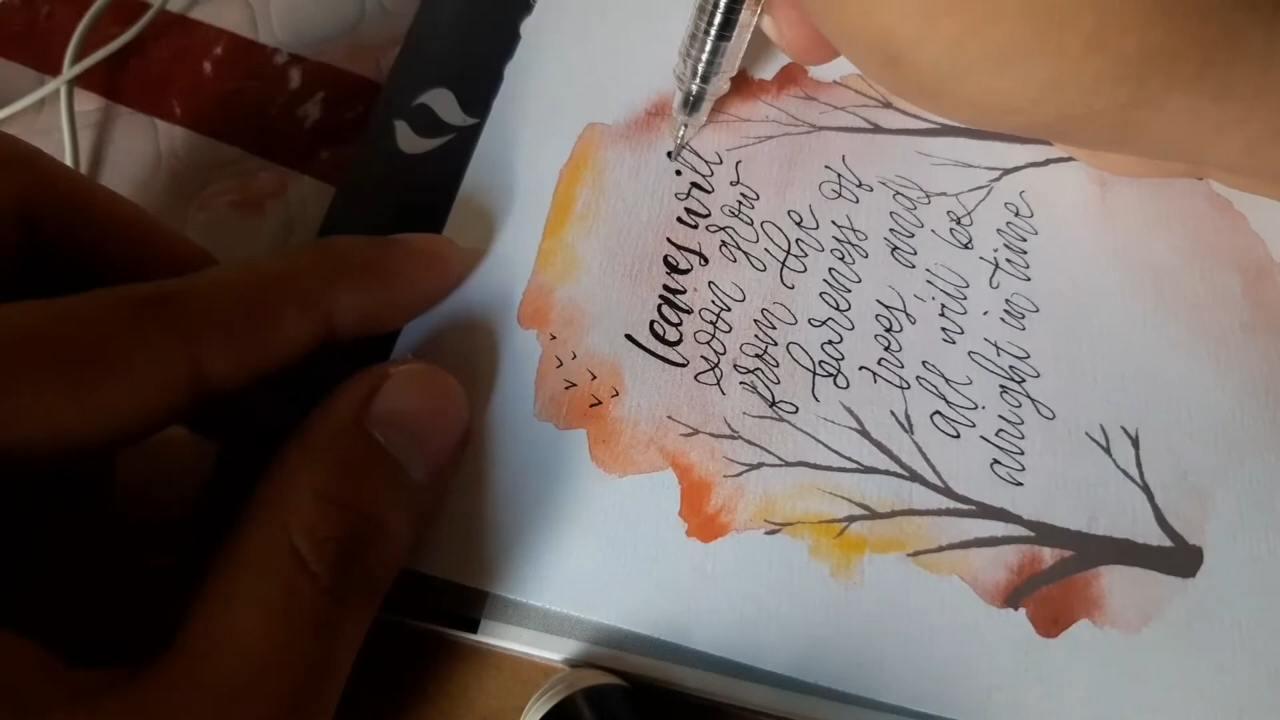 leaves will
soon grow
from the
bareness of
trees and
all will be
alright in time